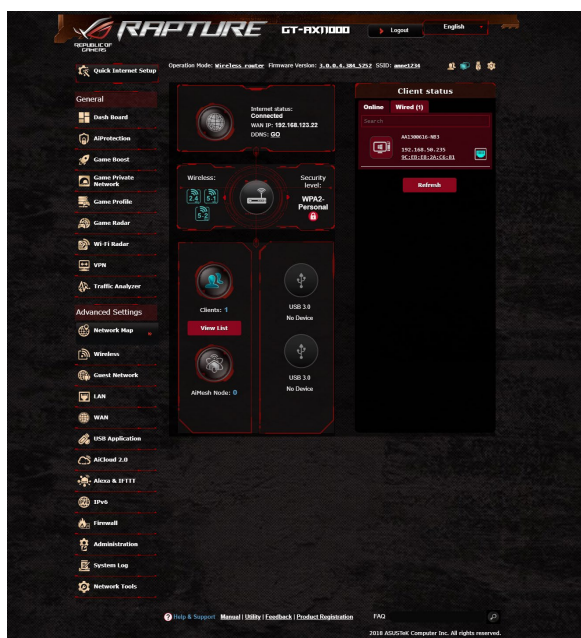 REPUBLIC OF
GAMERS
RAPTURE
GT-AX11000
Logout
English
Quick Internet Setup
Operation Mode: Wireless router Firmware Version: 3.0.0.4.384_5252 SSID: anne1234
General
Dash Board
AiProtection
Game Boost
Game Private
Network
Game Profile
Game Radar
Wi-Fi Radar
VPN
Traffic Analyzer
Advanced Settings
Network Map
Wireless
Guest Network
LAN
WAN
USB Application
AiCloud 2.0
Alexa & IFTTT
IPv6
Firewall
Administration
System Log
Network Tools
Internet status:
Connected
WAN IP: 192.168.123.22
DDNS: GO
Wireless:
2.4 5-1
5-2
Security
level:
WPA2-
Personal
Clients: 1
View List
AiMesh Node: 0
USB 3.0
No Device
USB 3.0
No Device
Client status
Online Wired (1)
Search
AA1300616-NB3
192.168.50.235
Refresh
Help & Support Manual | Utility | Feedback | Product Registration FAQ
2018 ASUSTeK Computer Inc. All rights reserved.